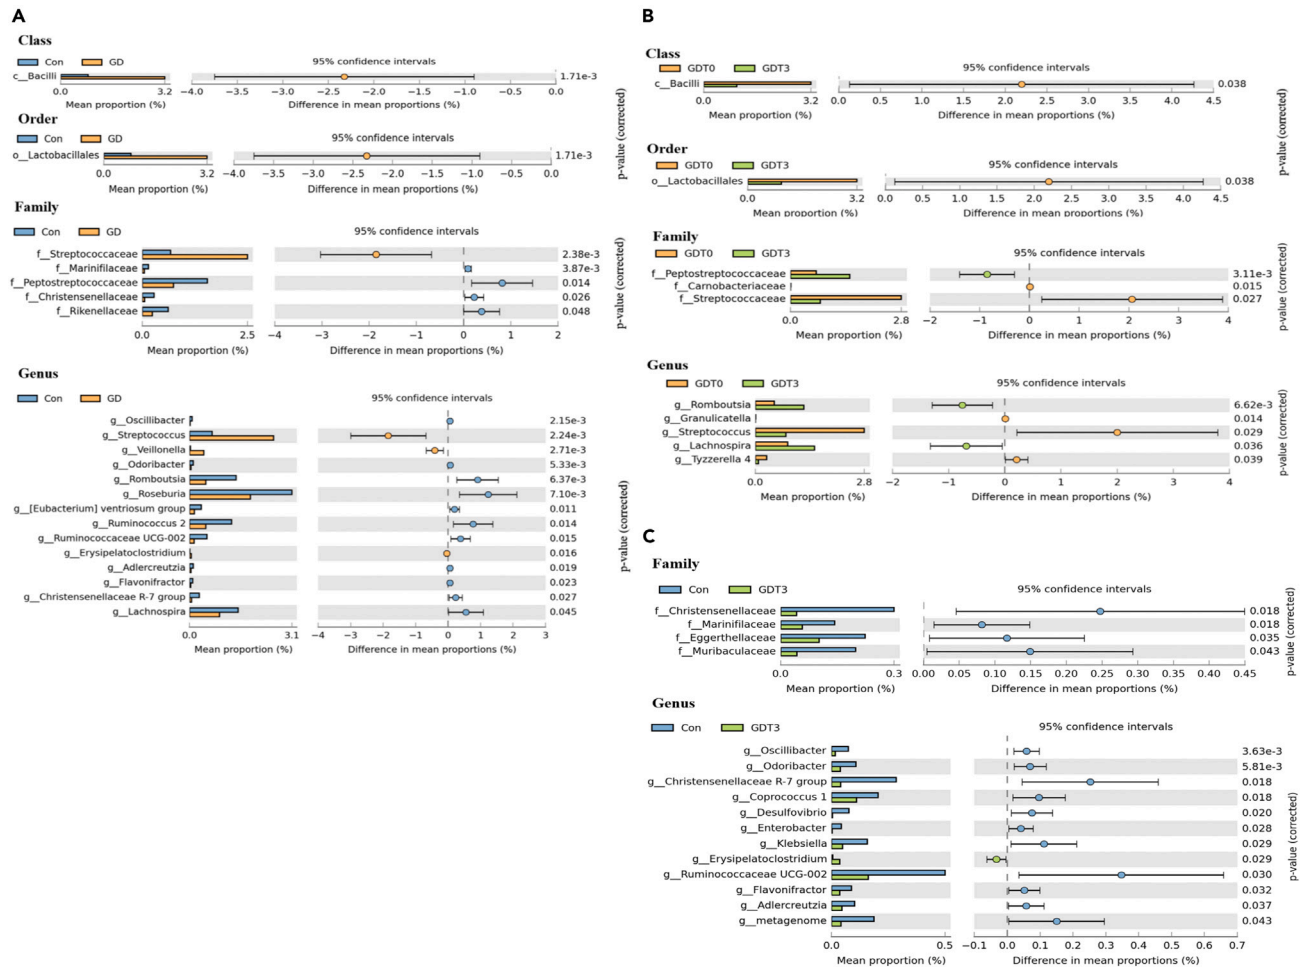 A
Class
Con GD
95% confidence intervals
c__Bacilli
1.71e-3
0.0 3.2
−4.0 −3.5 −3.0 −2.5 −2.0 −1.5 −1.0 −0.5 0.0
Mean proportion (%)
Difference in mean proportions (%)
Order
Con GD
95% confidence intervals
o__Lactobacillales
1.71e-3
0.0 3.2
−4.0 −3.5 −3.0 −2.5 −2.0 −1.5 −1.0 −0.5 0.0
Mean proportion (%)
Difference in mean proportions (%)
p-value (corrected)
Family
Con GD
95% confidence intervals
f__Streptococcaceae 2.38e-3
f__Marinifilaceae 3.87e-3
f__Peptostreptococcaceae 0.014
f__Christensenellaceae 0.026
f__Rikenellaceae 0.048
0.0 2.5
−4 −3 −2 −1 0 1 2
Mean proportion (%)
Difference in mean proportions (%)
p-value (corrected)
Genus
Con GD
95% confidence intervals
g__Oscillibacter 2.15e-3
g__Streptococcus 2.24e-3
g__Veillonella 2.71e-3
g__Odoribacter 5.33e-3
g__Romboutsia 6.37e-3
g__Roseburia 7.10e-3
g__[Eubacterium] ventriosum group 0.011
g__Ruminococcus 2 0.014
g__Ruminococcaceae UCG-002 0.015
g__Erysipelatoclostridium 0.016
g__Adlercreutzia 0.019
g__Flavonifractor 0.023
g__Christensenellaceae R-7 group 0.027
g__Lachnospira 0.045
0.0 3.1
−4 −3 −2 −1 0 1 2 3
Mean proportion (%)
Difference in mean proportions (%)
p-value (corrected)
B
Class
GDT0 GDT3
95% confidence intervals
c__Bacilli
0.038
0.0 3.2
0.0 0.5 1.0 1.5 2.0 2.5 3.0 3.5 4.0 4.5
Mean proportion (%)
Difference in mean proportions (%)
Order
GDT0 GDT3
95% confidence intervals
o__Lactobacillales
0.038
0.0 3.2
0.0 0.5 1.0 1.5 2.0 2.5 3.0 3.5 4.0 4.5
Mean proportion (%)
Difference in mean proportions (%)
p-value (corrected)
Family
GDT0 GDT3
95% confidence intervals
f__Peptostreptococcaceae 3.11e-3
f__Carnobacteriaceae 0.015
f__Streptococcaceae 0.027
0.0 2.8
−2 −1 0 1 2 3 4
Mean proportion (%)
Difference in mean proportions (%)
p-value (corrected)
Genus
GDT0 GDT3
95% confidence intervals
g__Romboutsia 6.62e-3
g__Granulicatella 0.014
g__Streptococcus 0.029
g__Lachnospira 0.036
g__Tyzzerella 4 0.039
0.0 2.8
−2 −1 0 1 2 3 4
Mean proportion (%)
Difference in mean proportions (%)
p-value (corrected)
C
Family
Con GDT3
95% confidence intervals
f__Christensenellaceae 0.018
f__Marinifilaceae 0.018
f__Eggerthellaceae 0.035
f__Muribaculaceae 0.043
0.0 0.3
0.00 0.05 0.10 0.15 0.20 0.25 0.30 0.35 0.40 0.45
Mean proportion (%)
Difference in mean proportions (%)
p-value (corrected)
Genus
Con GDT3
95% confidence intervals
g__Oscillibacter 3.63e-3
g__Odoribacter 5.81e-3
g__Christensenellaceae R-7 group 0.018
g__Coprococcus 1 0.018
g__Desulfovibrio 0.020
g__Enterobacter 0.028
g__Klebsiella 0.029
g__Erysipelatoclostridium 0.029
g__Ruminococcaceae UCG-002 0.030
g__Flavonifractor 0.032
g__Adlercreutzia 0.037
g__metagenome 0.043
0.0 0.5
−0.1 0.0 0.1 0.2 0.3 0.4 0.5 0.6 0.7
Mean proportion (%)
Difference in mean proportions (%)
p-value (corrected)